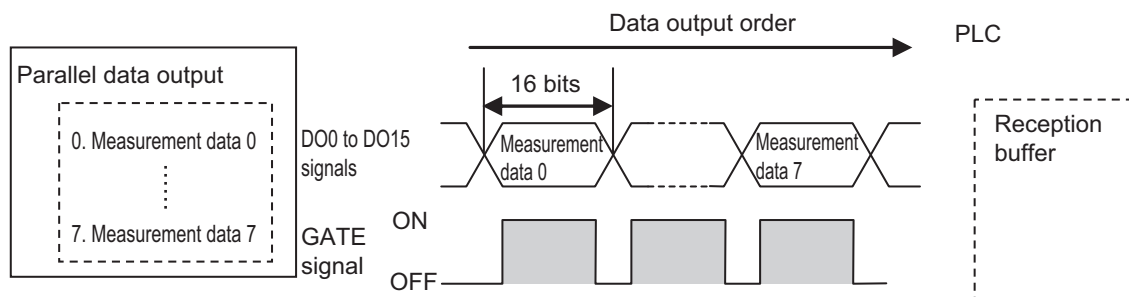 Data output order
PLC
Parallel data output
16 bits
0. Measurement data 0
7. Measurement data 7
DO0 to DO15
signals
Measurement
data 0
Measurement
data 7
Reception
buffer
GATE
signal
ON
OFF